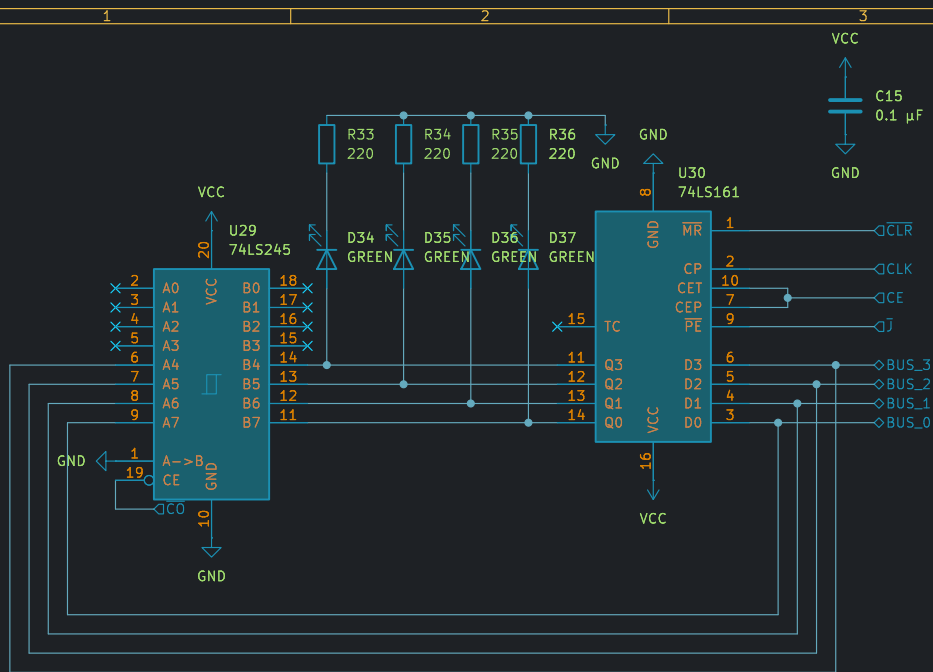 1 2 3
VCC
C15
0.1 µF
GND
R33
220
R34
220
R35
220
R36
220
GND
GND
8
U30
74LS161
VCC
U29
74LS245
20
D34
GREEN
D35
GREEN
D36
GREEN
D37
GREEN
2 A0 VCC B0 18
3 A1 B1 17
4 A2 B2 16
5 A3 B3 15
6 A4 B4 14
7 A5 B5 13
8 A6 B6 12
9 A7 B7 11
GND 1 A->B
19 CE GND
C̅O̅
10
GND
GND M̅R̅ 1 C̅L̅R̅
CP 2 CLK
CET 10
CEP 7 CE
15 TC P̅E̅ 9 J̅
11 Q3 D3 6 BUS_3
12 Q2 D2 5 BUS_2
13 Q1 D1 4 BUS_1
14 Q0 VCC D0 3 BUS_0
16
VCC